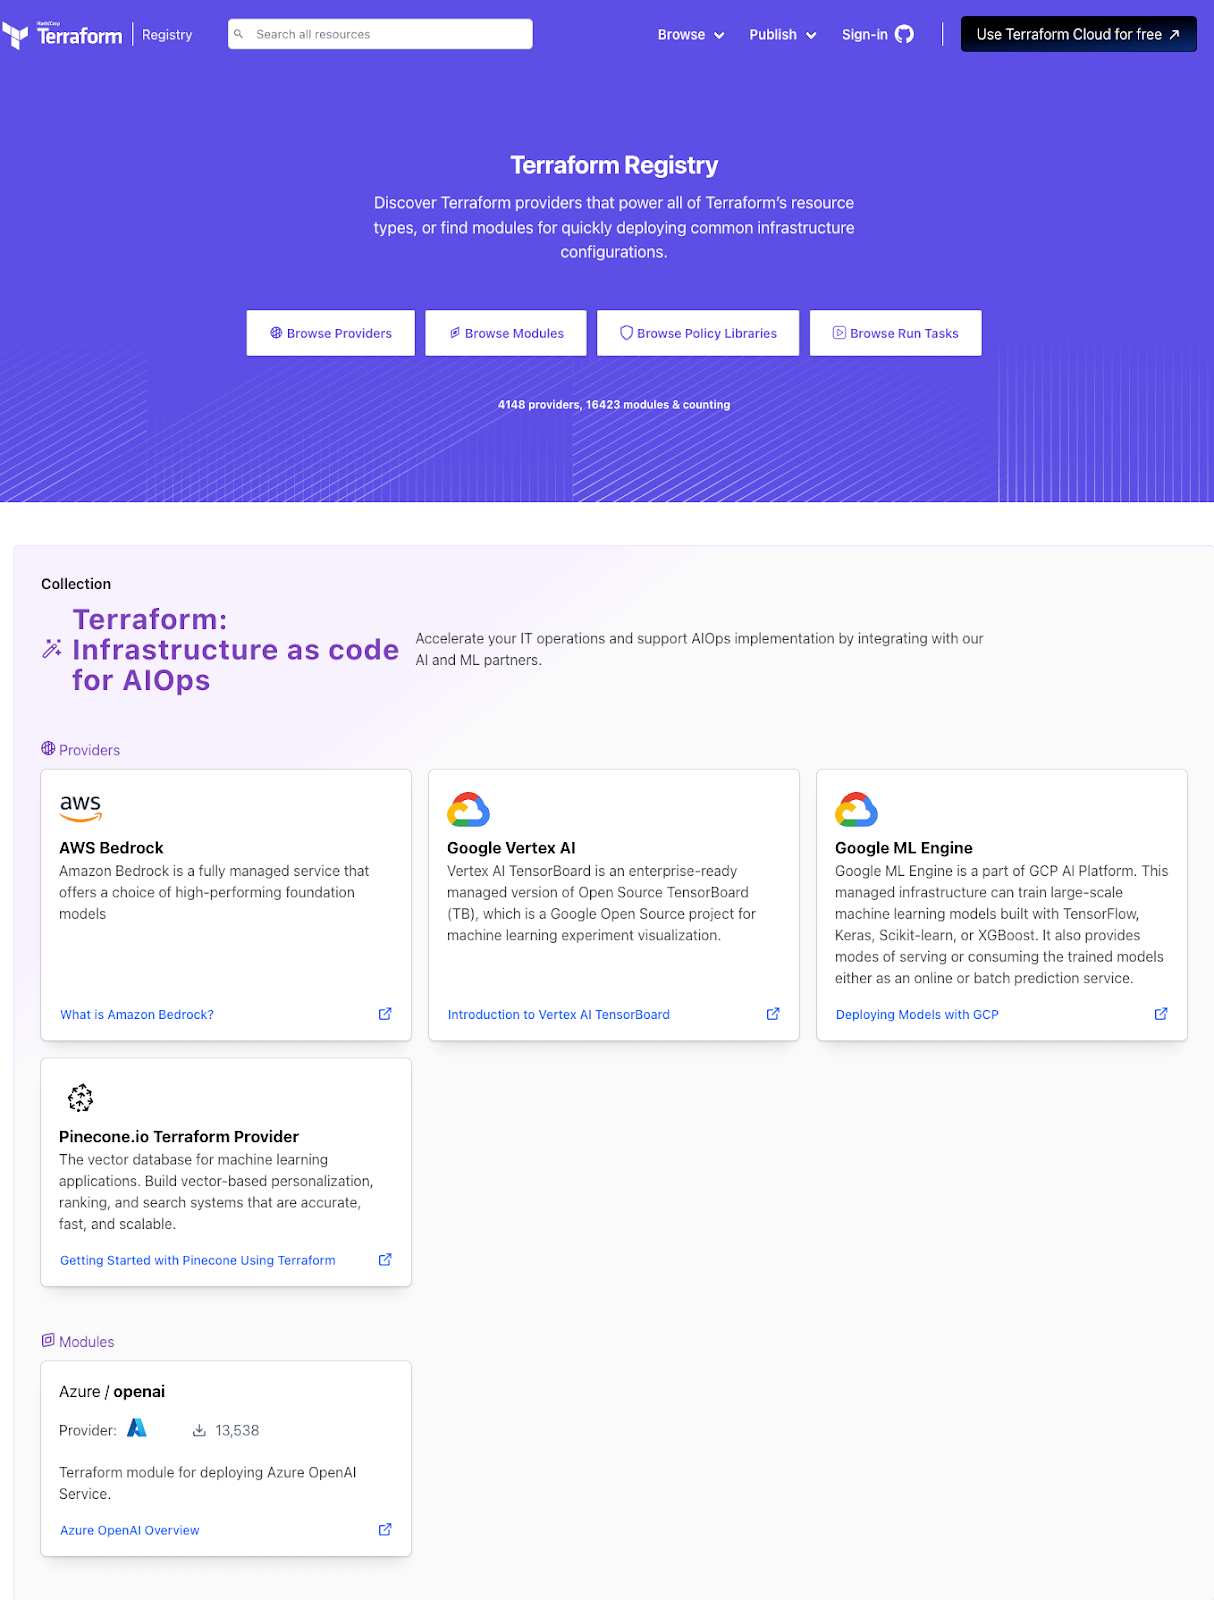 HashiCorp
Terraform
Registry
Search all resources
Browse
Publish
Sign-in
Use Terraform Cloud for free
Terraform Registry
Discover Terraform providers that power all of Terraform's resource
types, or find modules for quickly deploying common infrastructure
configurations.
Browse Providers
Browse Modules
Browse Policy Libraries
Browse Run Tasks
4148 providers, 16423 modules & counting
Collection
Terraform:
Infrastructure as code
for AIOps
Accelerate your IT operations and support AIOps implementation by integrating with our
AI and ML partners.
Providers
aws
AWS Bedrock
Amazon Bedrock is a fully managed service that
offers a choice of high-performing foundation
models
What is Amazon Bedrock?
Google Vertex AI
Vertex AI TensorBoard is an enterprise-ready
managed version of Open Source TensorBoard
(TB), which is a Google Open Source project for
machine learning experiment visualization.
Introduction to Vertex AI TensorBoard
Google ML Engine
Google ML Engine is a part of GCP AI Platform. This
managed infrastructure can train large-scale
machine learning models built with TensorFlow,
Keras, Scikit-learn, or XGBoost. It also provides
modes of serving or consuming the trained models
either as an online or batch prediction service.
Deploying Models with GCP
Pinecone.io Terraform Provider
The vector database for machine learning
applications. Build vector-based personalization,
ranking, and search systems that are accurate,
fast, and scalable.
Getting Started with Pinecone Using Terraform
Modules
Azure / openai
Provider:
13,538
Terraform module for deploying Azure OpenAI
Service.
Azure OpenAI Overview